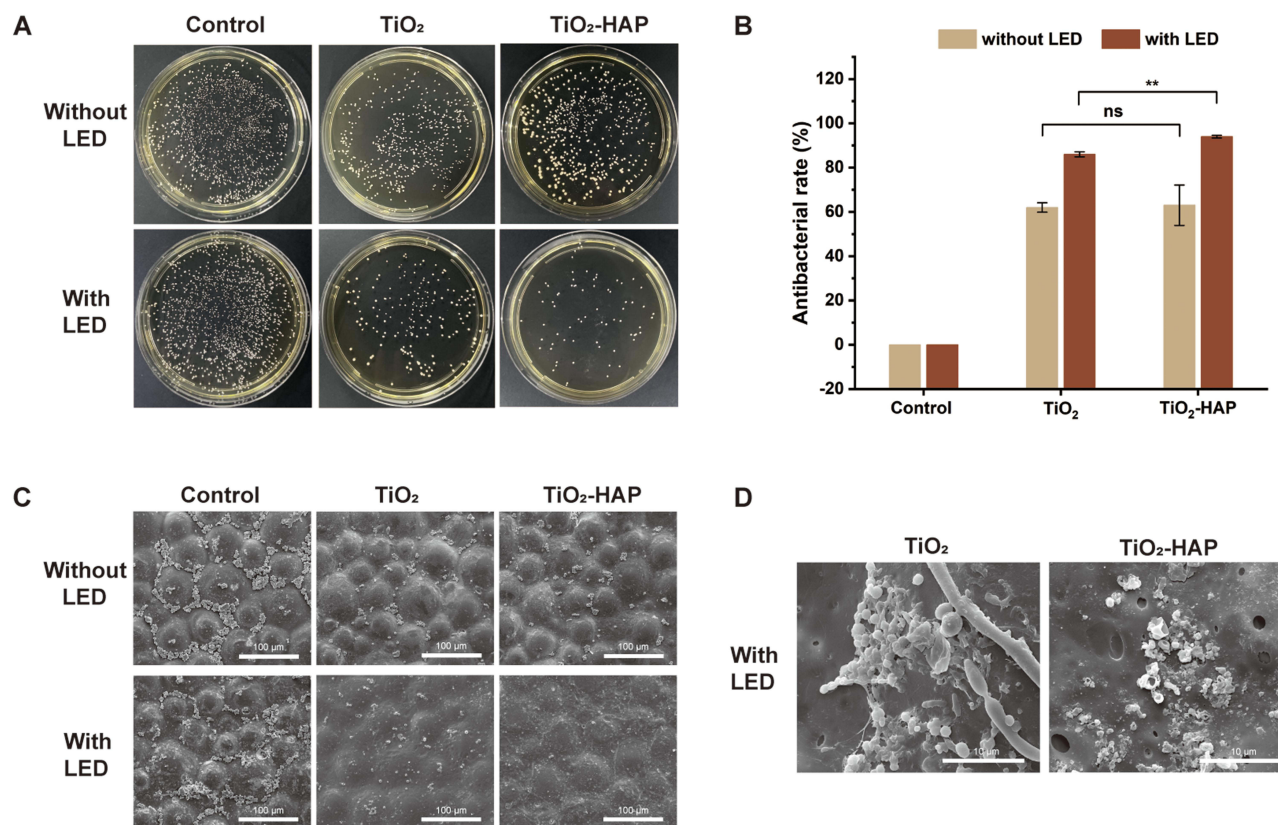 A
Control
TiO₂
TiO₂-HAP
Without
LED
With
LED
B
without LED
with LED
Antibacterial rate (%)
120
100
80
60
40
20
0
-20
**
ns
Control
TiO₂
TiO₂-HAP
C
Control
TiO₂
TiO₂-HAP
Without
LED
100 µm
100 µm
100 µm
With
LED
100 µm
100 µm
100 µm
D
TiO₂
TiO₂-HAP
With
LED
10 µm
10 µm